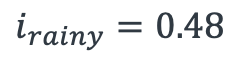 i_rainy = 0.48